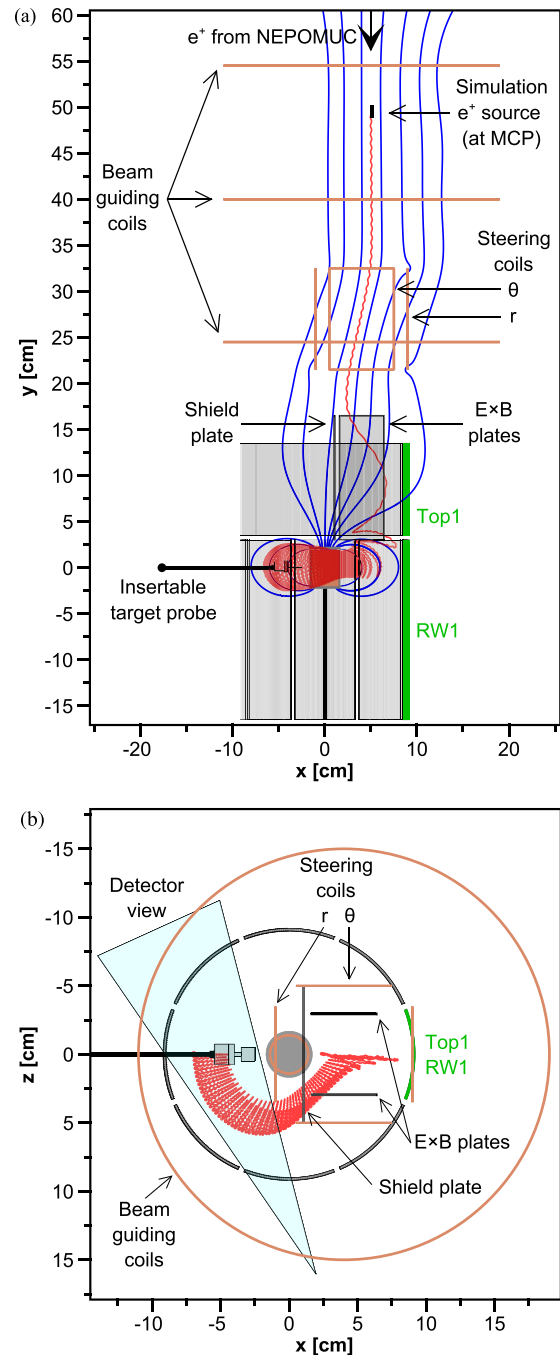 (a)
60
55
50
45
40
35
30
25
20
15
10
5
0
-5
-10
-15
y [cm]
e⁺ from NEPOMUC
Simulation
e⁺ source
(at MCP)
Beam
guiding
coils
Steering
coils
θ
r
Shield
plate
E×B
plates
Top1
Insertable
target probe
RW1
-20
-10
0
10
20
x [cm]
(b)
-15
-10
-5
0
5
10
15
z [cm]
Detector
view
Steering
coils
r θ
Top1
RW1
E×B plates
Shield plate
Beam
guiding
coils
-10
-5
0
5
10
15
x [cm]